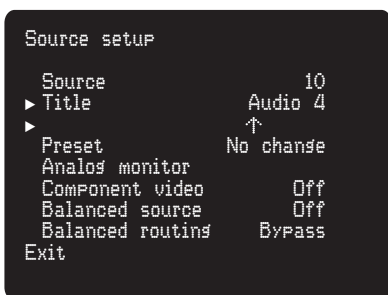 Source setup
Source 10
▶ Title Audio 4
▶ ↑
Preset No change
Analog monitor
Component video Off
Balanced source Off
Balanced routing Bypass
Exit